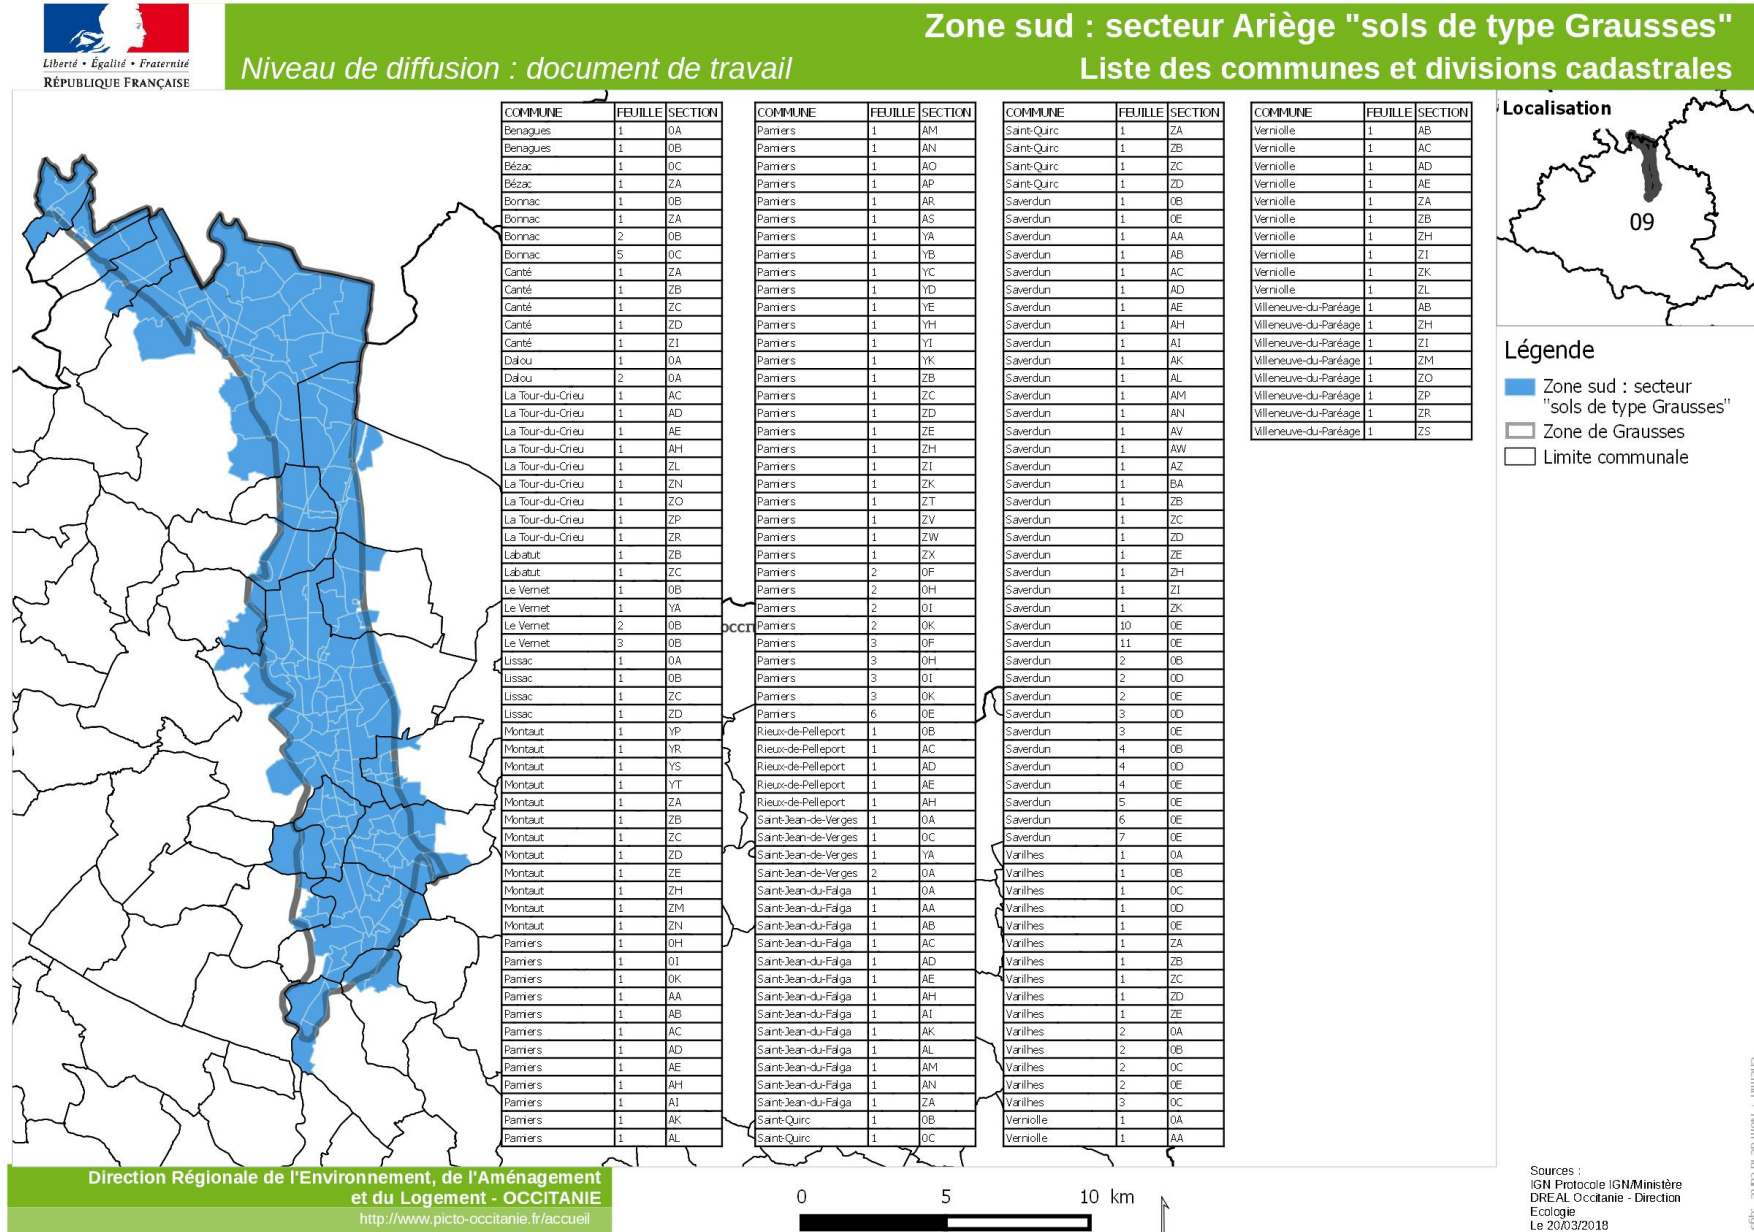 Liberté • Égalité • Fraternité
RÉPUBLIQUE FRANÇAISE
Niveau de diffusion : document de travail
Zone sud : secteur Ariège "sols de type Grausses"
Liste des communes et divisions cadastrales
COMMUNE FEUILLE SECTION
Benagues 1 0A
Benagues 1 0B
Bézac 1 0C
Bézac 1 ZA
Bonnac 1 0B
Bonnac 1 ZA
Bonnac 2 0B
Bonnac 5 0C
Canté 1 ZA
Canté 1 ZB
Canté 1 ZC
Canté 1 ZD
Canté 1 ZI
Dalou 1 0A
Dalou 2 0A
La Tour-du-Crieu 1 AC
La Tour-du-Crieu 1 AD
La Tour-du-Crieu 1 AE
La Tour-du-Crieu 1 AH
La Tour-du-Crieu 1 ZL
La Tour-du-Crieu 1 ZN
La Tour-du-Crieu 1 ZO
La Tour-du-Crieu 1 ZP
La Tour-du-Crieu 1 ZR
Labatut 1 ZB
Labatut 1 ZC
Le Vernet 1 0B
Le Vernet 1 YA
Le Vernet 2 0B
Le Vernet 3 0B
Lissac 1 0A
Lissac 1 0B
Lissac 1 ZC
Lissac 1 ZD
Montaut 1 YP
Montaut 1 YR
Montaut 1 YS
Montaut 1 YT
Montaut 1 ZA
Montaut 1 ZB
Montaut 1 ZC
Montaut 1 ZD
Montaut 1 ZE
Montaut 1 ZH
Montaut 1 ZM
Montaut 1 ZN
Pamiers 1 0H
Pamiers 1 0I
Pamiers 1 0K
Pamiers 1 AA
Pamiers 1 AB
Pamiers 1 AC
Pamiers 1 AD
Pamiers 1 AE
Pamiers 1 AH
Pamiers 1 AI
Pamiers 1 AK
Pamiers 1 AL
COMMUNE FEUILLE SECTION
Pamiers 1 AM
Pamiers 1 AN
Pamiers 1 AO
Pamiers 1 AP
Pamiers 1 AR
Pamiers 1 AS
Pamiers 1 YA
Pamiers 1 YB
Pamiers 1 YC
Pamiers 1 YD
Pamiers 1 YE
Pamiers 1 YH
Pamiers 1 YI
Pamiers 1 YK
Pamiers 1 ZB
Pamiers 1 ZC
Pamiers 1 ZD
Pamiers 1 ZE
Pamiers 1 ZH
Pamiers 1 ZI
Pamiers 1 ZK
Pamiers 1 ZT
Pamiers 1 ZV
Pamiers 1 ZW
Pamiers 1 ZX
Pamiers 2 0F
Pamiers 2 0H
Pamiers 2 0I
Pamiers 2 0K
Pamiers 3 0F
Pamiers 3 0H
Pamiers 3 0I
Pamiers 3 0K
Pamiers 6 0E
Rieux-de-Pelleport 1 0B
Rieux-de-Pelleport 1 AC
Rieux-de-Pelleport 1 AD
Rieux-de-Pelleport 1 AE
Rieux-de-Pelleport 1 AH
Saint-Jean-de-Verges 1 0A
Saint-Jean-de-Verges 1 0C
Saint-Jean-de-Verges 1 YA
Saint-Jean-de-Verges 2 0A
Saint-Jean-du-Falga 1 0A
Saint-Jean-du-Falga 1 AA
Saint-Jean-du-Falga 1 AB
Saint-Jean-du-Falga 1 AC
Saint-Jean-du-Falga 1 AD
Saint-Jean-du-Falga 1 AE
Saint-Jean-du-Falga 1 AH
Saint-Jean-du-Falga 1 AI
Saint-Jean-du-Falga 1 AK
Saint-Jean-du-Falga 1 AL
Saint-Jean-du-Falga 1 AM
Saint-Jean-du-Falga 1 AN
Saint-Jean-du-Falga 1 ZA
Saint-Quirc 1 0B
Saint-Quirc 1 0C
COMMUNE FEUILLE SECTION
Saint-Quirc 1 ZA
Saint-Quirc 1 ZB
Saint-Quirc 1 ZC
Saint-Quirc 1 ZD
Saverdun 1 0B
Saverdun 1 0E
Saverdun 1 AA
Saverdun 1 AB
Saverdun 1 AC
Saverdun 1 AD
Saverdun 1 AE
Saverdun 1 AH
Saverdun 1 AI
Saverdun 1 AK
Saverdun 1 AL
Saverdun 1 AM
Saverdun 1 AN
Saverdun 1 AV
Saverdun 1 AW
Saverdun 1 AZ
Saverdun 1 BA
Saverdun 1 ZB
Saverdun 1 ZC
Saverdun 1 ZD
Saverdun 1 ZE
Saverdun 1 ZH
Saverdun 1 ZI
Saverdun 1 ZK
Saverdun 10 0E
Saverdun 11 0E
Saverdun 2 0B
Saverdun 2 0D
Saverdun 2 0E
Saverdun 3 0D
Saverdun 3 0E
Saverdun 4 0B
Saverdun 4 0D
Saverdun 4 0E
Saverdun 5 0E
Saverdun 6 0E
Saverdun 7 0E
Varilhes 1 0A
Varilhes 1 0B
Varilhes 1 0C
Varilhes 1 0D
Varilhes 1 0E
Varilhes 1 ZA
Varilhes 1 ZB
Varilhes 1 ZC
Varilhes 1 ZD
Varilhes 1 ZE
Varilhes 2 0A
Varilhes 2 0B
Varilhes 2 0C
Varilhes 2 0E
Varilhes 3 0C
Verniolle 1 0A
Verniolle 1 AA
COMMUNE FEUILLE SECTION
Verniolle 1 AB
Verniolle 1 AC
Verniolle 1 AD
Verniolle 1 AE
Verniolle 1 ZA
Verniolle 1 ZB
Verniolle 1 ZH
Verniolle 1 ZI
Verniolle 1 ZK
Verniolle 1 ZL
Villeneuve-du-Paréage 1 AB
Villeneuve-du-Paréage 1 ZH
Villeneuve-du-Paréage 1 ZI
Villeneuve-du-Paréage 1 ZM
Villeneuve-du-Paréage 1 ZO
Villeneuve-du-Paréage 1 ZP
Villeneuve-du-Paréage 1 ZR
Villeneuve-du-Paréage 1 ZS
Localisation
09
Légende
Zone sud : secteur
"sols de type Grausses"
Zone de Grausses
Limite communale
Direction Régionale de l'Environnement, de l'Aménagement
et du Logement - OCCITANIE
http://www.picto-occitanie.fr/accueil
0 5 10 km
Sources :
IGN Protocole IGN/Ministère
DREAL Occitanie - Direction
Ecologie
Le 20/03/2018